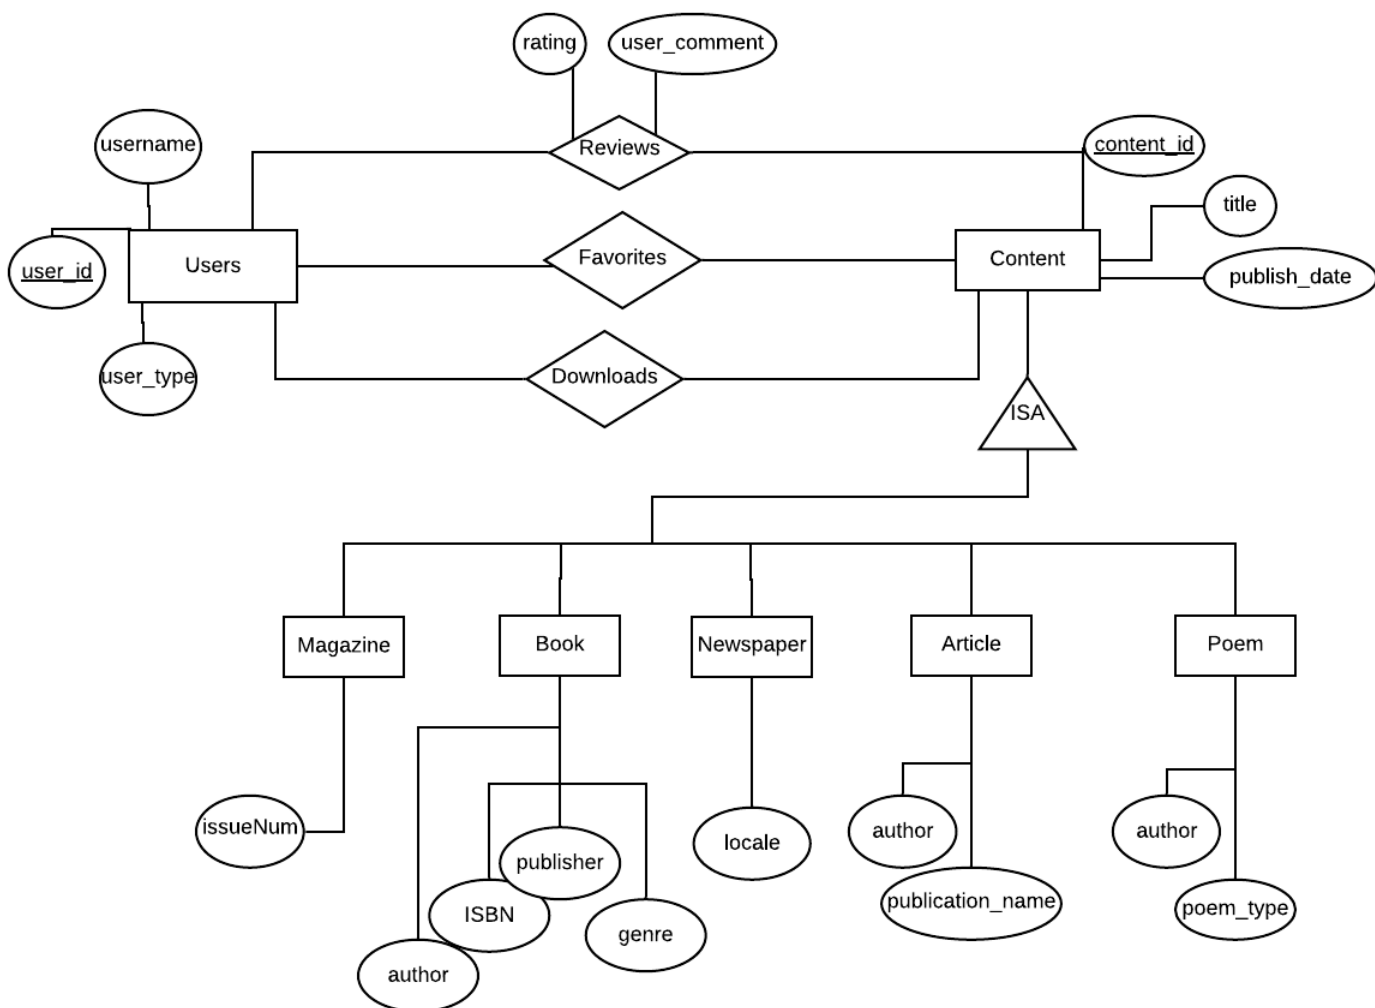 rating
user_comment
username
Reviews
content_id
title
user_id
Users
Favorites
Content
publish_date
user_type
Downloads
ISA
Magazine
Book
Newspaper
Article
Poem
issueNum
publisher
locale
author
author
ISBN
publication_name
poem_type
genre
author